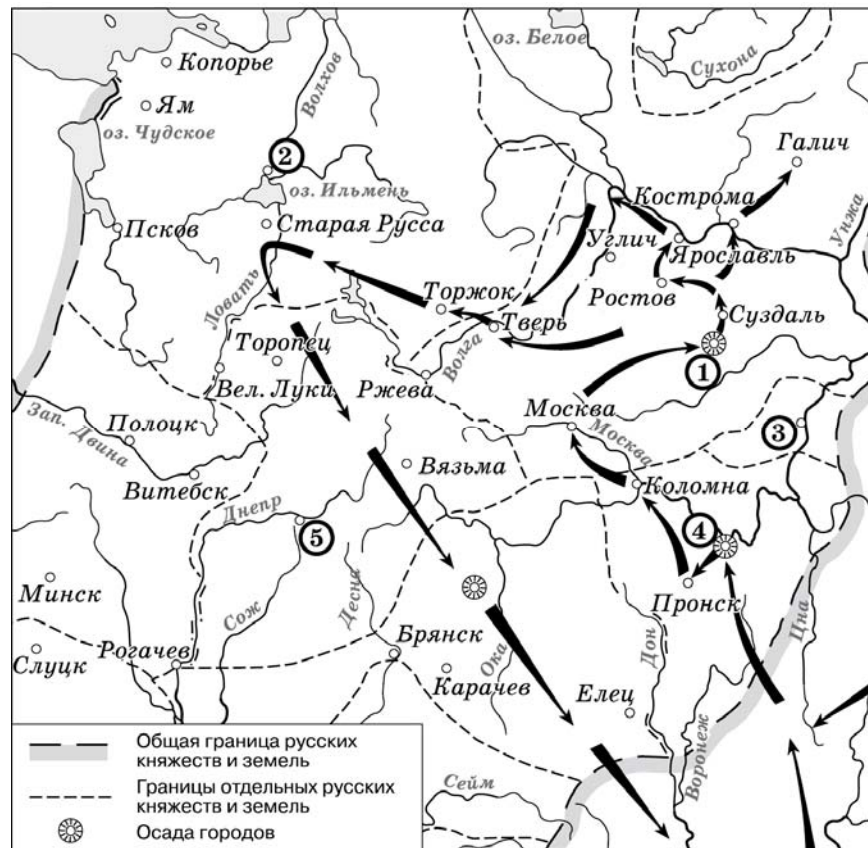 оз. Белое
Сухона
Копорье
Волхов
Ям
оз. Чудское
Галич
2
оз. Ильмень
Кострома
Унжа
Псков
Старая Русса
Углич
Ярославль
Ловать
Торжок
Ростов
Тверь
Суздаль
Торопец
Волга
1
Вел. Луки
Ржева
Москва
Зап. Двина
Полоцк
Москва
3
Витебск
Вязьма
Коломна
Днепр
5
4
Минск
Сож
Десна
Пронск
Цна
Слуцк
Рогачев
Брянск
Ока
Дон
Карачев
Елец
Воронеж
Сейм
Общая граница русских
княжеств и земель
Границы отдельных русских
княжеств и земель
Осада городов